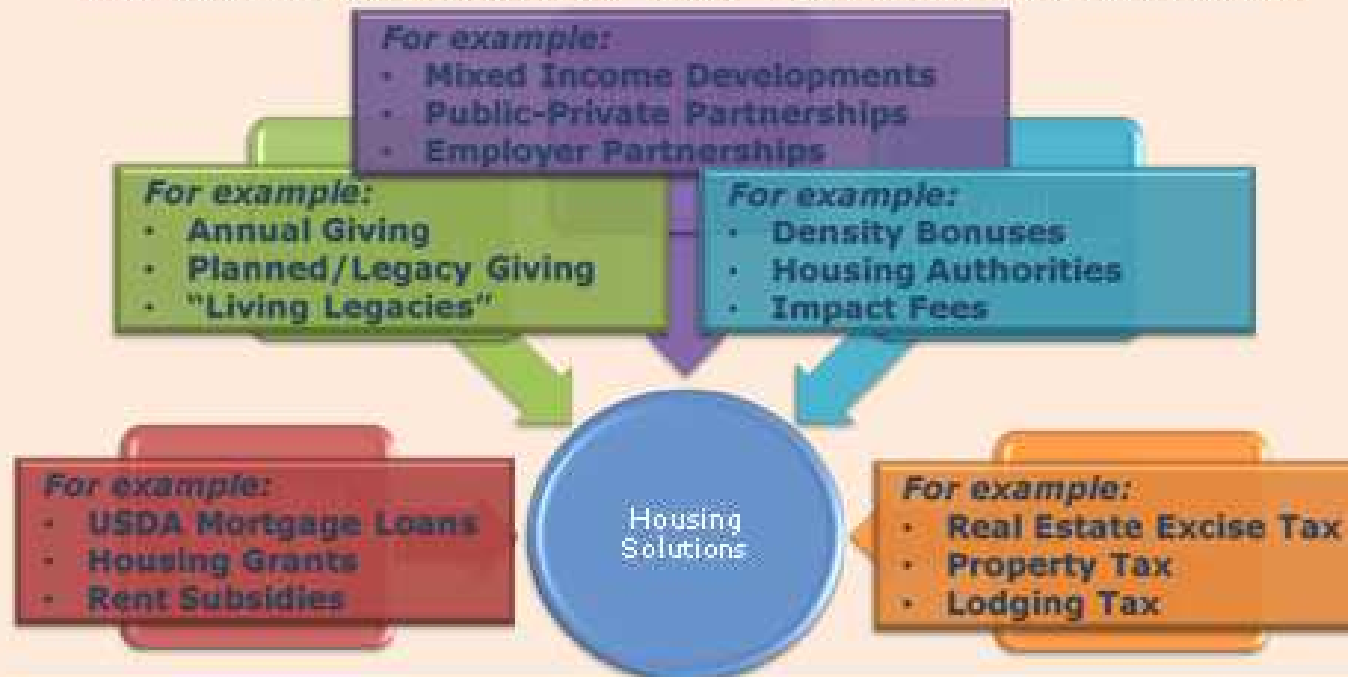 For example:
· Mixed Income Developments
· Public-Private Partnerships
· Employer Partnerships
For example:
· Annual Giving
· Planned/Legacy Giving
· “Living Legacies”
For example:
· Density Bonuses
· Housing Authorities
· Impact Fees
For example:
· USDA Mortgage Loans
· Housing Grants
· Rent Subsidies
Housing
Solutions
For example:
· Real Estate Excise Tax
· Property Tax
· Lodging Tax